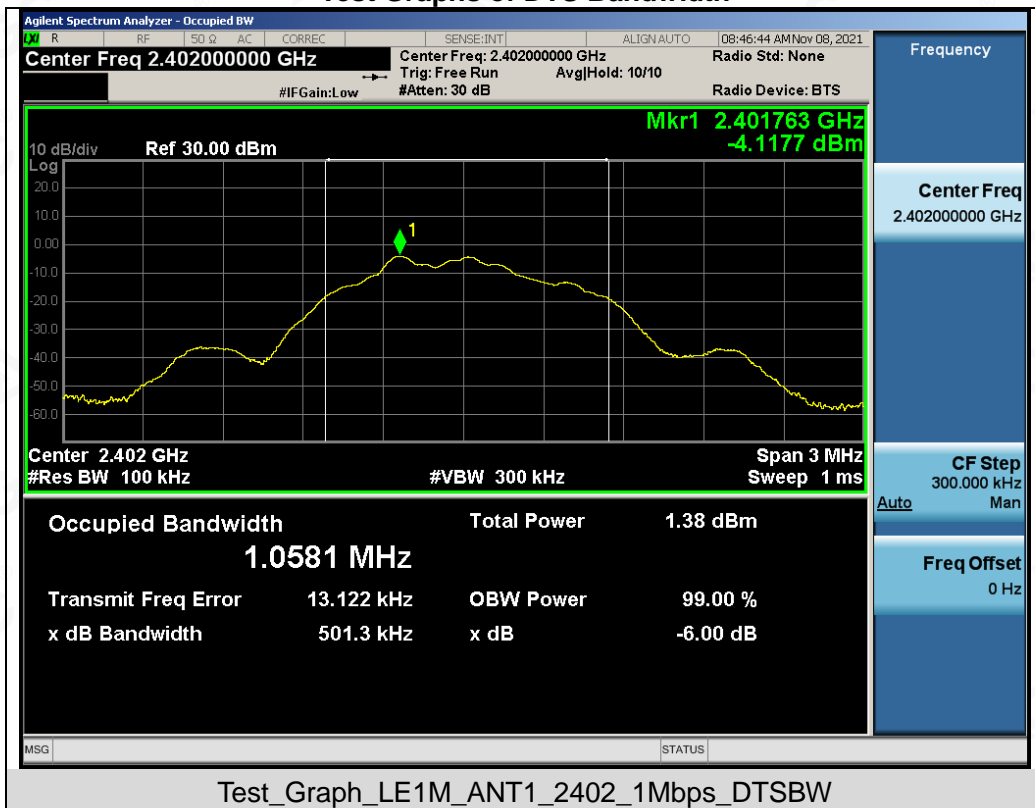 Agilent Spectrum Analyzer - Occupied BW
LXI R RF 50 Ω AC CORREC SENSE:INT ALIGN AUTO 08:46:44 AM Nov 08, 2021
Center Freq 2.402000000 GHz
Center Freq: 2.402000000 GHz
Radio Std: None
Trig: Free Run Avg|Hold: 10/10
#IFGain:Low
#Atten: 30 dB
Radio Device: BTS
Mkr1 2.401763 GHz
-4.1177 dBm
10 dB/div Ref 30.00 dBm
Log
20.0
10.0
0.00
-10.0
-20.0
-30.0
-40.0
-50.0
-60.0
1
Center 2.402 GHz
Span 3 MHz
#Res BW 100 kHz
#VBW 300 kHz
Sweep 1 ms
Occupied Bandwidth
1.0581 MHz
Total Power 1.38 dBm
Transmit Freq Error 13.122 kHz
OBW Power 99.00 %
x dB Bandwidth 501.3 kHz
x dB -6.00 dB
MSG
STATUS
Frequency
Center Freq
2.402000000 GHz
CF Step
300.000 kHz
Auto Man
Freq Offset
0 Hz
Test_Graph_LE1M_ANT1_2402_1Mbps_DTSBW